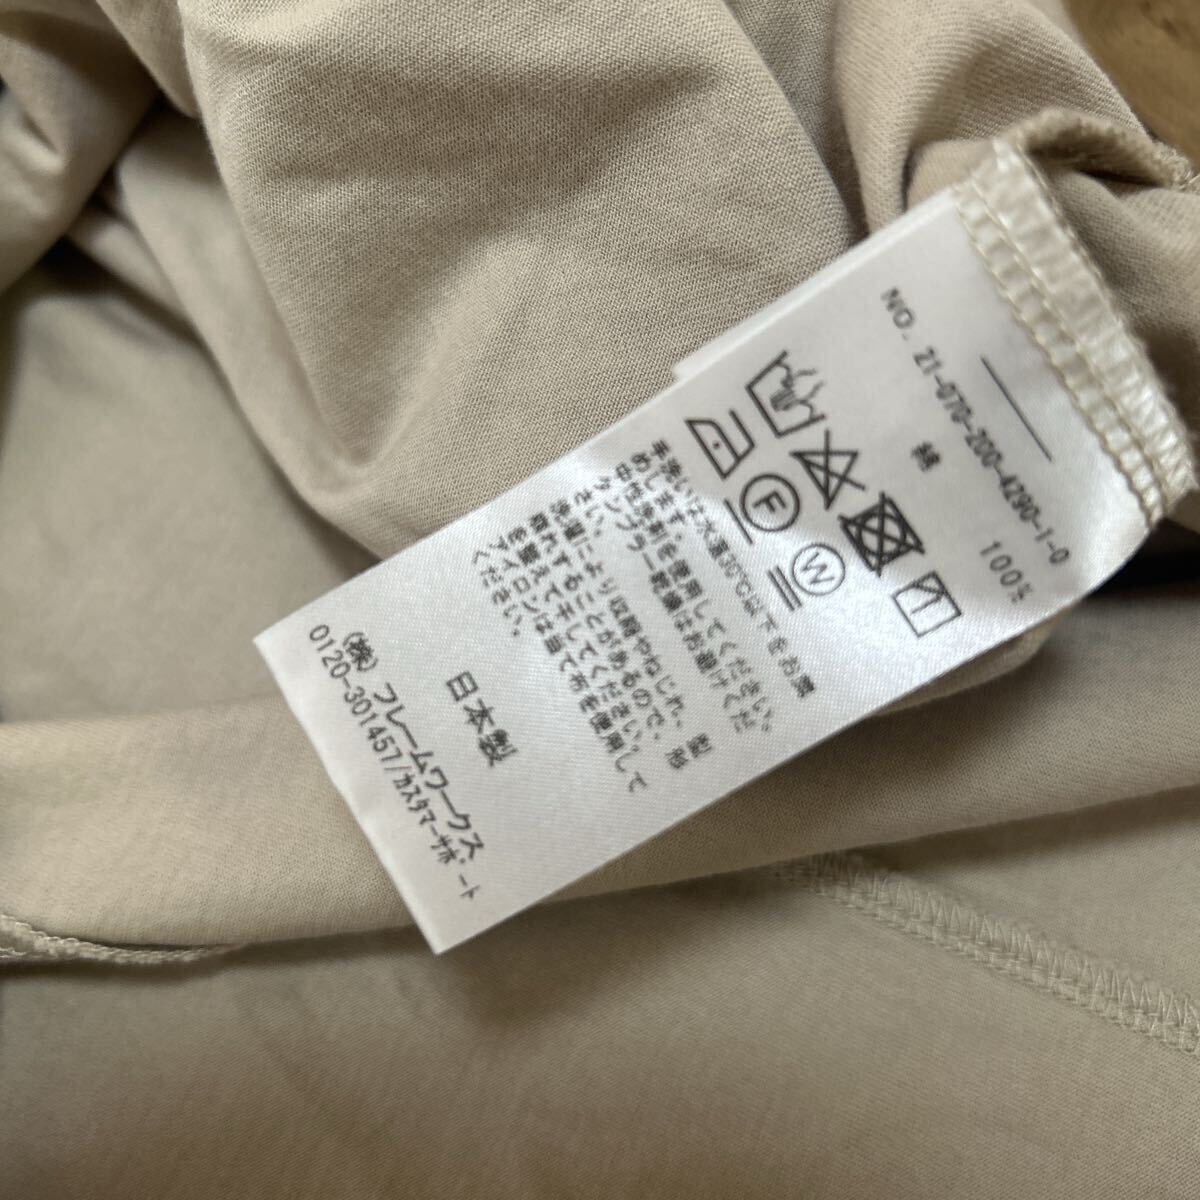 NO. 21-070-200-4290-1-0
綿 100%
F
W
手洗いは水温30℃以下をお薦
めします。
中性洗剤を使用してください。
タンブラー乾燥はお避けくだ
さい。
洗濯により収縮やねじれ、型
崩れすることがあるので、形
を整えて干してください。
アイロンは当て布を使用して
ください。
日本製
(株)フレームワークス
0120-301457/カスタマーサポート